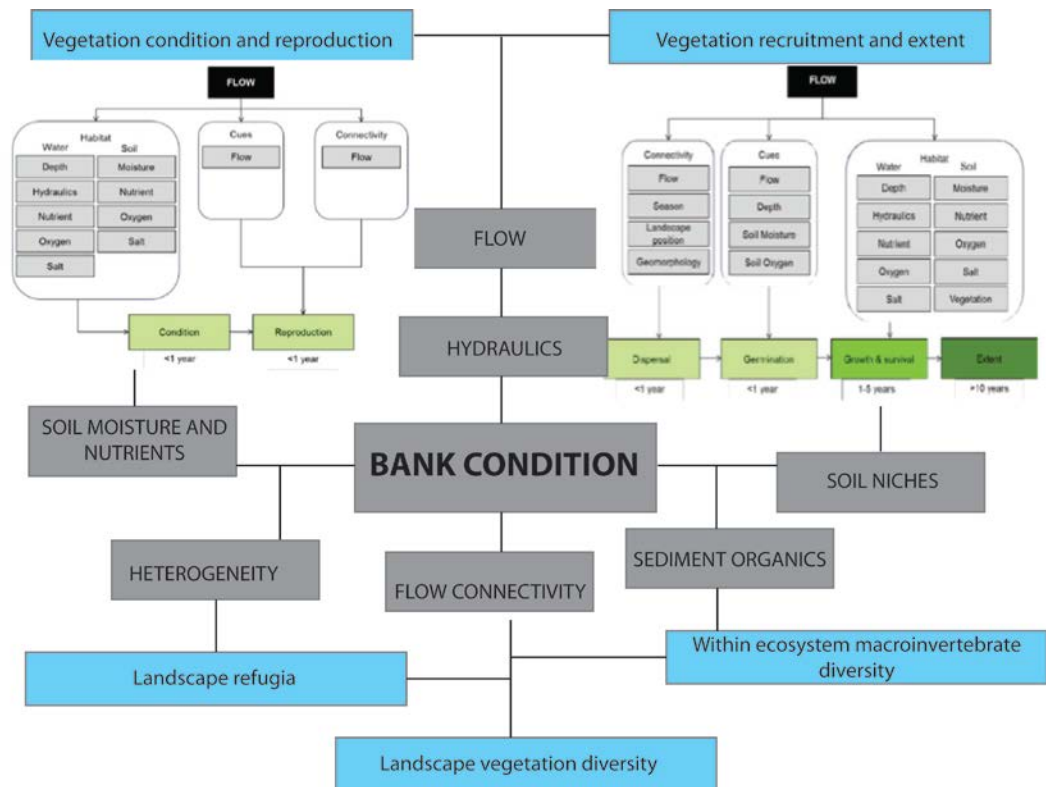 Vegetation condition and reproduction
Vegetation recruitment and extent
FLOW
Habitat
Water
Soil
Depth
Moisture
Hydraulics
Nutrient
Nutrient
Oxygen
Oxygen
Salt
Salt
Cues
Flow
Connectivity
Flow
Condition
<1 year
Reproduction
<1 year
FLOW
Connectivity
Flow
Season
Landscape
position
Geomorphology
Cues
Flow
Depth
Soil Moisture
Soil Oxygen
Habitat
Water
Soil
Depth
Moisture
Hydraulics
Nutrient
Nutrient
Oxygen
Oxygen
Salt
Salt
Vegetation
Dispersal
<1 year
Germination
<1 year
Growth & survival
1-5 years
Extent
>10 years
FLOW
HYDRAULICS
SOIL MOISTURE AND
NUTRIENTS
BANK CONDITION
SOIL NICHES
HETEROGENEITY
FLOW CONNECTIVITY
SEDIMENT ORGANICS
Landscape refugia
Within ecosystem macroinvertebrate
diversity
Landscape vegetation diversity